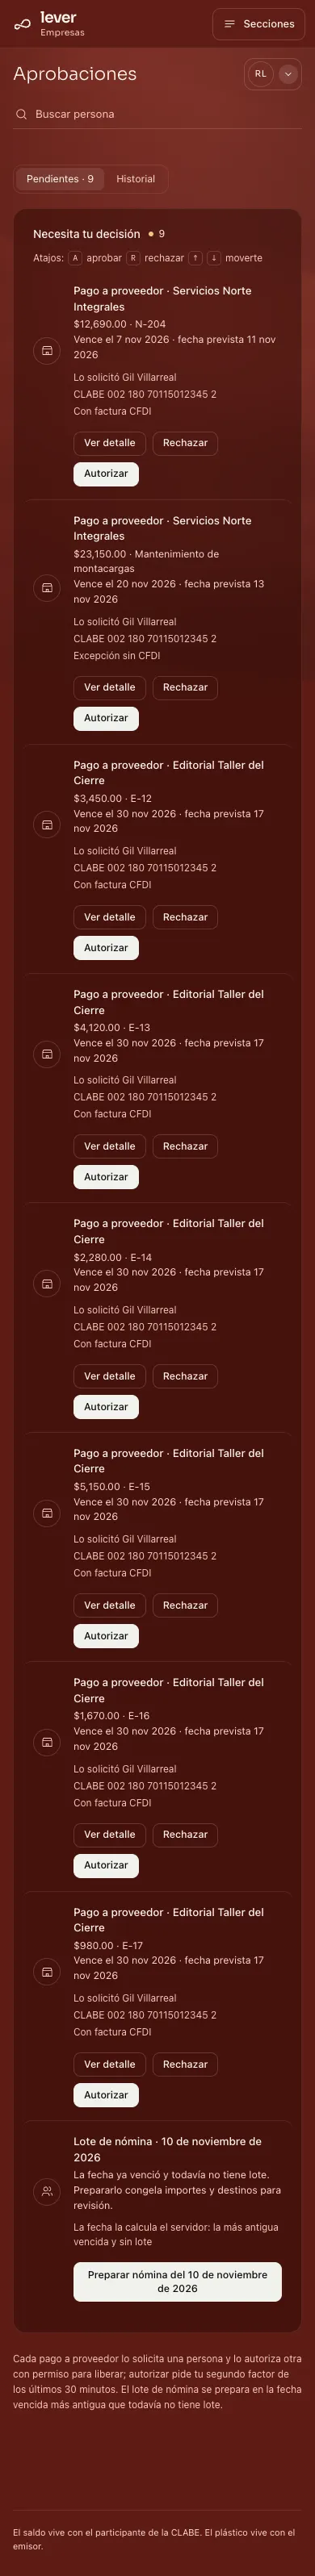 lever
Empresas
Secciones
Aprobaciones
RL
Buscar persona
Pendientes · 9
Historial
Necesita tu decisión
9
Atajos: A aprobar R rechazar ↑ ↓ moverte
Pago a proveedor · Servicios Norte
Integrales
$12,690.00 · N-204
Vence el 7 nov 2026 · fecha prevista 11 nov
2026
Lo solicitó Gil Villarreal
CLABE 002 180 70115012345 2
Con factura CFDI
Ver detalle
Rechazar
Autorizar
Pago a proveedor · Servicios Norte
Integrales
$23,150.00 · Mantenimiento de
montacargas
Vence el 20 nov 2026 · fecha prevista 13
nov 2026
Lo solicitó Gil Villarreal
CLABE 002 180 70115012345 2
Excepción sin CFDI
Ver detalle
Rechazar
Autorizar
Pago a proveedor · Editorial Taller del
Cierre
$3,450.00 · E-12
Vence el 30 nov 2026 · fecha prevista 17
nov 2026
Lo solicitó Gil Villarreal
CLABE 002 180 70115012345 2
Con factura CFDI
Ver detalle
Rechazar
Autorizar
Pago a proveedor · Editorial Taller del
Cierre
$4,120.00 · E-13
Vence el 30 nov 2026 · fecha prevista 17
nov 2026
Lo solicitó Gil Villarreal
CLABE 002 180 70115012345 2
Con factura CFDI
Ver detalle
Rechazar
Autorizar
Pago a proveedor · Editorial Taller del
Cierre
$2,280.00 · E-14
Vence el 30 nov 2026 · fecha prevista 17
nov 2026
Lo solicitó Gil Villarreal
CLABE 002 180 70115012345 2
Con factura CFDI
Ver detalle
Rechazar
Autorizar
Pago a proveedor · Editorial Taller del
Cierre
$5,150.00 · E-15
Vence el 30 nov 2026 · fecha prevista 17
nov 2026
Lo solicitó Gil Villarreal
CLABE 002 180 70115012345 2
Con factura CFDI
Ver detalle
Rechazar
Autorizar
Pago a proveedor · Editorial Taller del
Cierre
$1,670.00 · E-16
Vence el 30 nov 2026 · fecha prevista 17
nov 2026
Lo solicitó Gil Villarreal
CLABE 002 180 70115012345 2
Con factura CFDI
Ver detalle
Rechazar
Autorizar
Pago a proveedor · Editorial Taller del
Cierre
$980.00 · E-17
Vence el 30 nov 2026 · fecha prevista 17
nov 2026
Lo solicitó Gil Villarreal
CLABE 002 180 70115012345 2
Con factura CFDI
Ver detalle
Rechazar
Autorizar
Lote de nómina · 10 de noviembre de
2026
La fecha ya venció y todavía no tiene lote.
Prepararlo congela importes y destinos para
revisión.
La fecha la calcula el servidor: la más antigua
vencida y sin lote
Preparar nómina del 10 de noviembre
de 2026
Cada pago a proveedor lo solicita una persona y lo autoriza otra
con permiso para liberar; autorizar pide tu segundo factor de
los últimos 30 minutos. El lote de nómina se prepara en la fecha
vencida más antigua que todavía no tiene lote.
El saldo vive con el participante de la CLABE. El plástico vive con el
emisor.